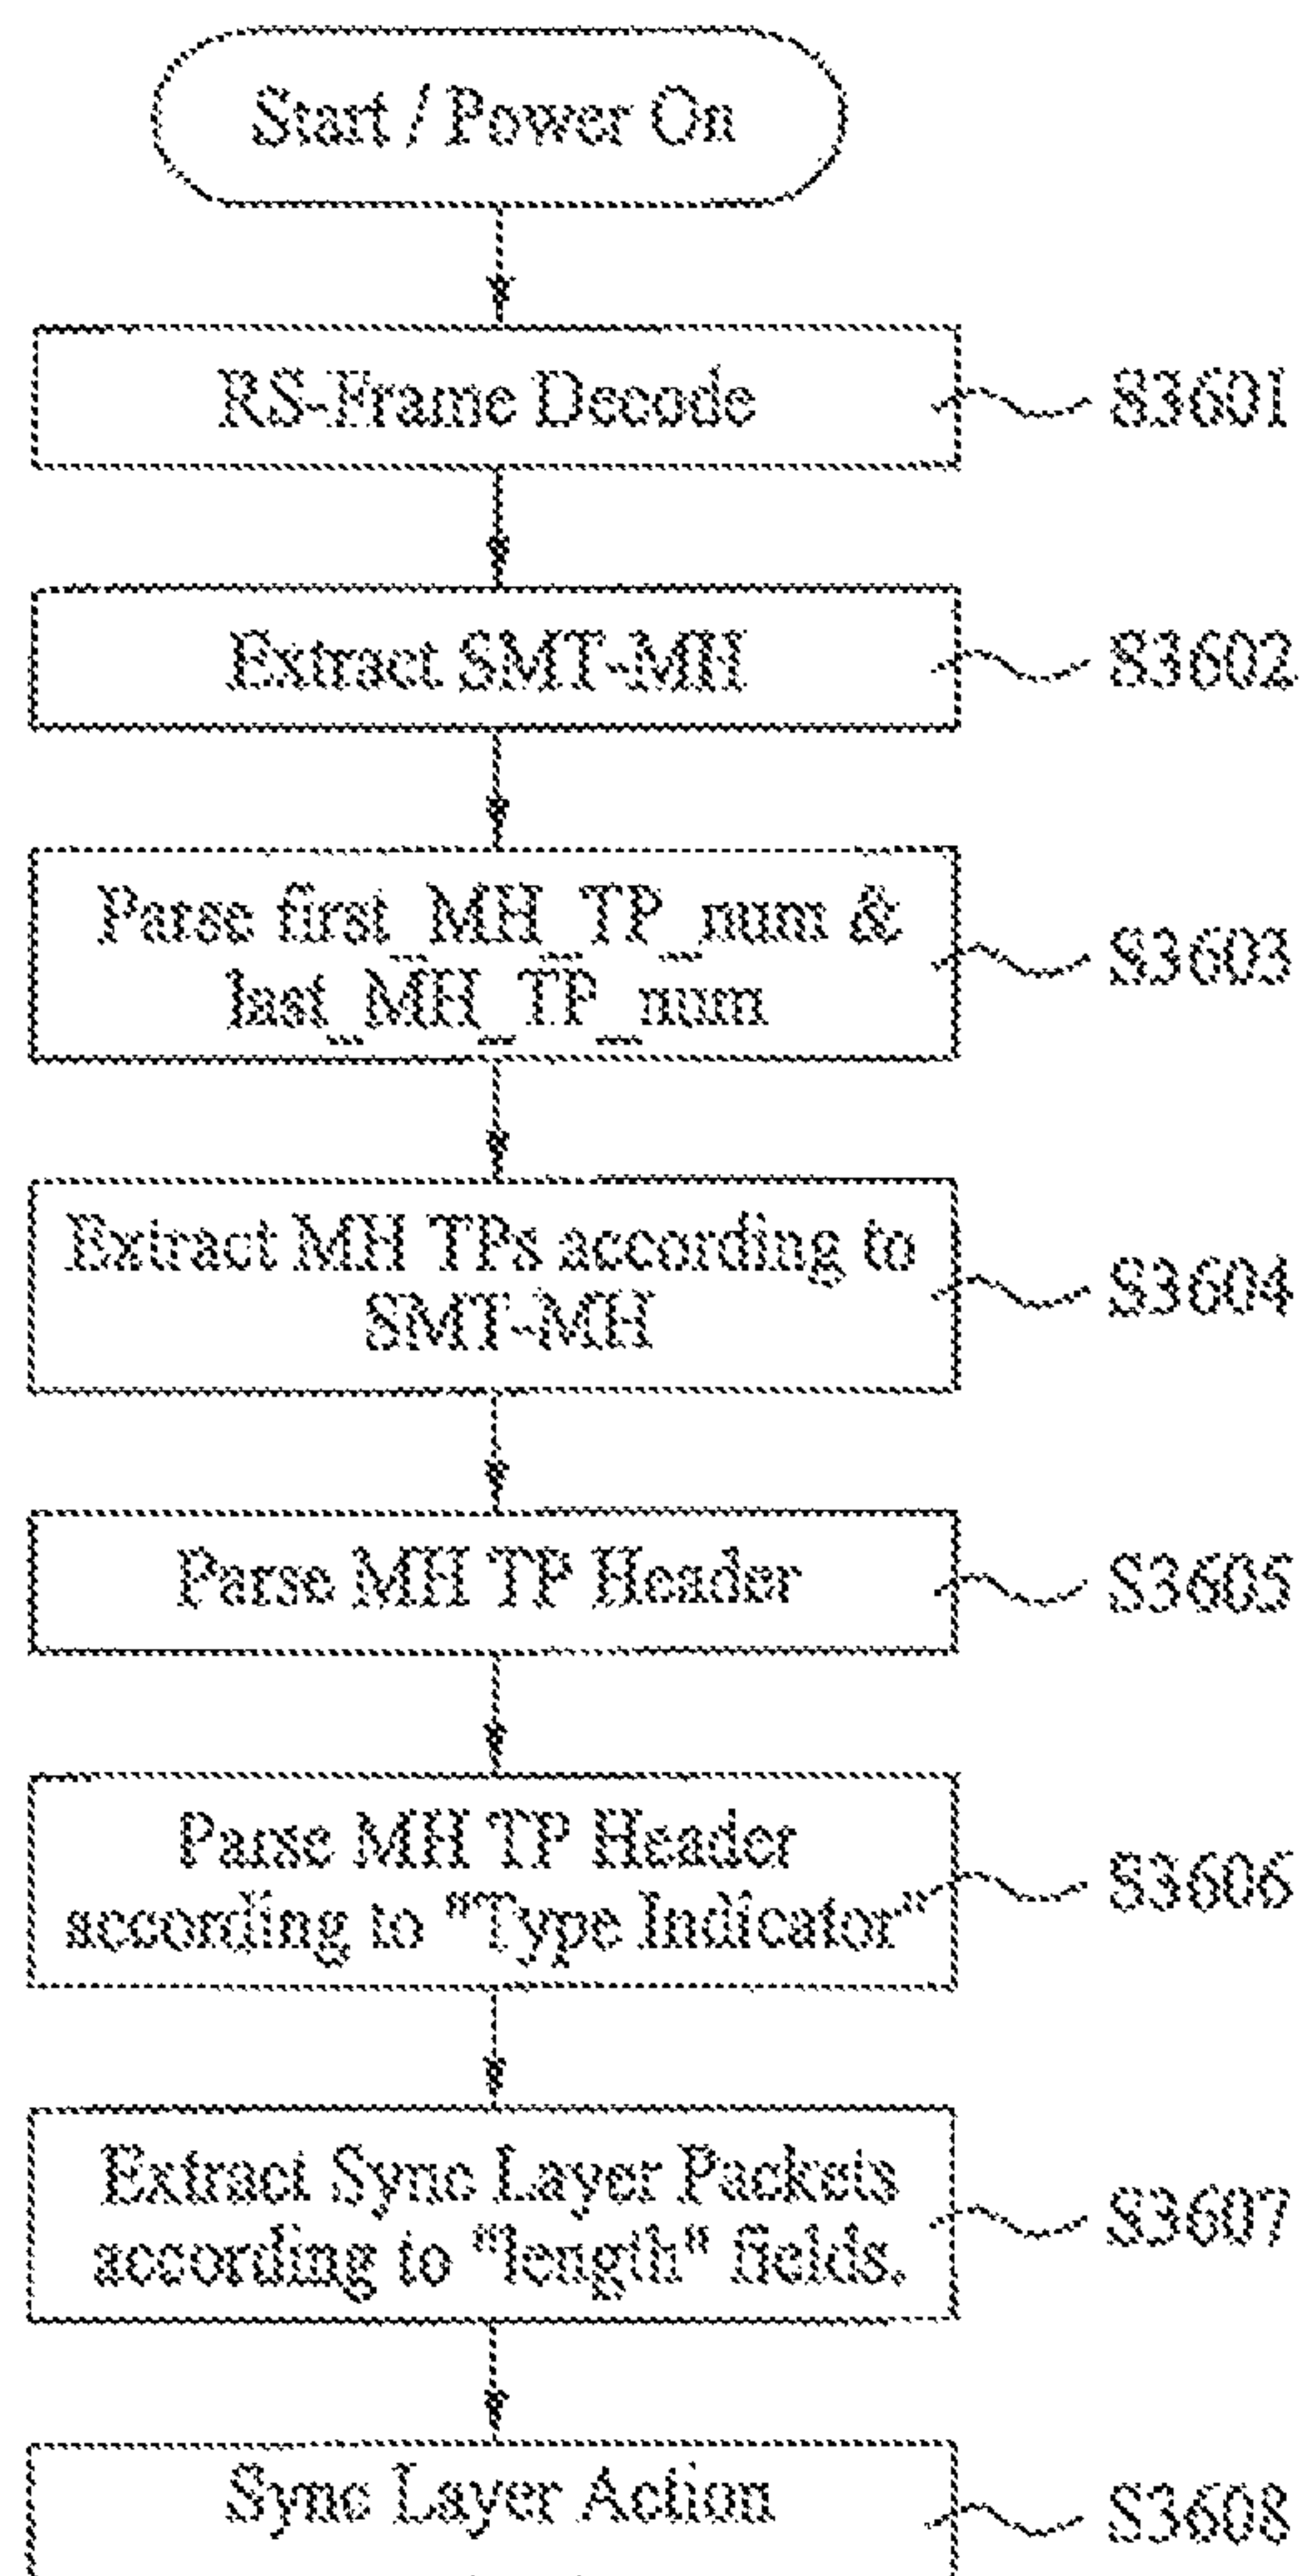 Start / Power On
RS-Frame Decode
S3601
Extract SMT-MH
S3602
Parse first_MH_TP_num &
last_MH_TP_num
S3603
Extract MH TPs according to
SMT-MH
S3604
Parse MH TP Header
S3605
Parse MH TP Header
according to "Type Indicator"
S3606
Extract Sync Layer Packets
according to "length" fields.
S3607
Sync Layer Action
S3608